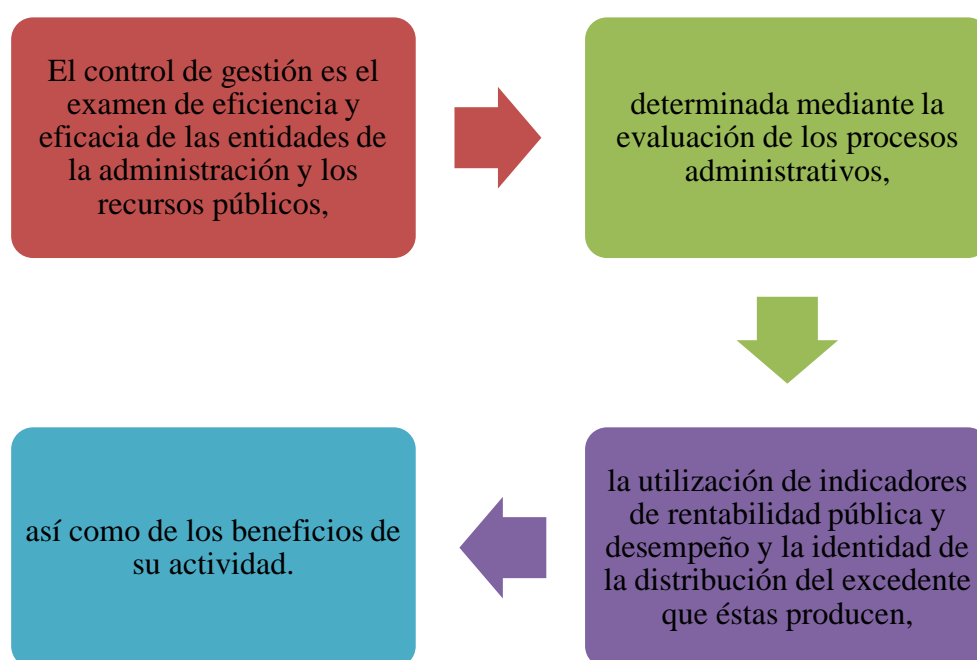 El control de gestión es el
examen de eficiencia y
eficacia de las entidades de
la administración y los
recursos públicos,
determinada mediante la
evaluación de los procesos
administrativos,
la utilización de indicadores
de rentabilidad pública y
desempeño y la identidad de
la distribución del excedente
que éstas producen,
así como de los beneficios de
su actividad.